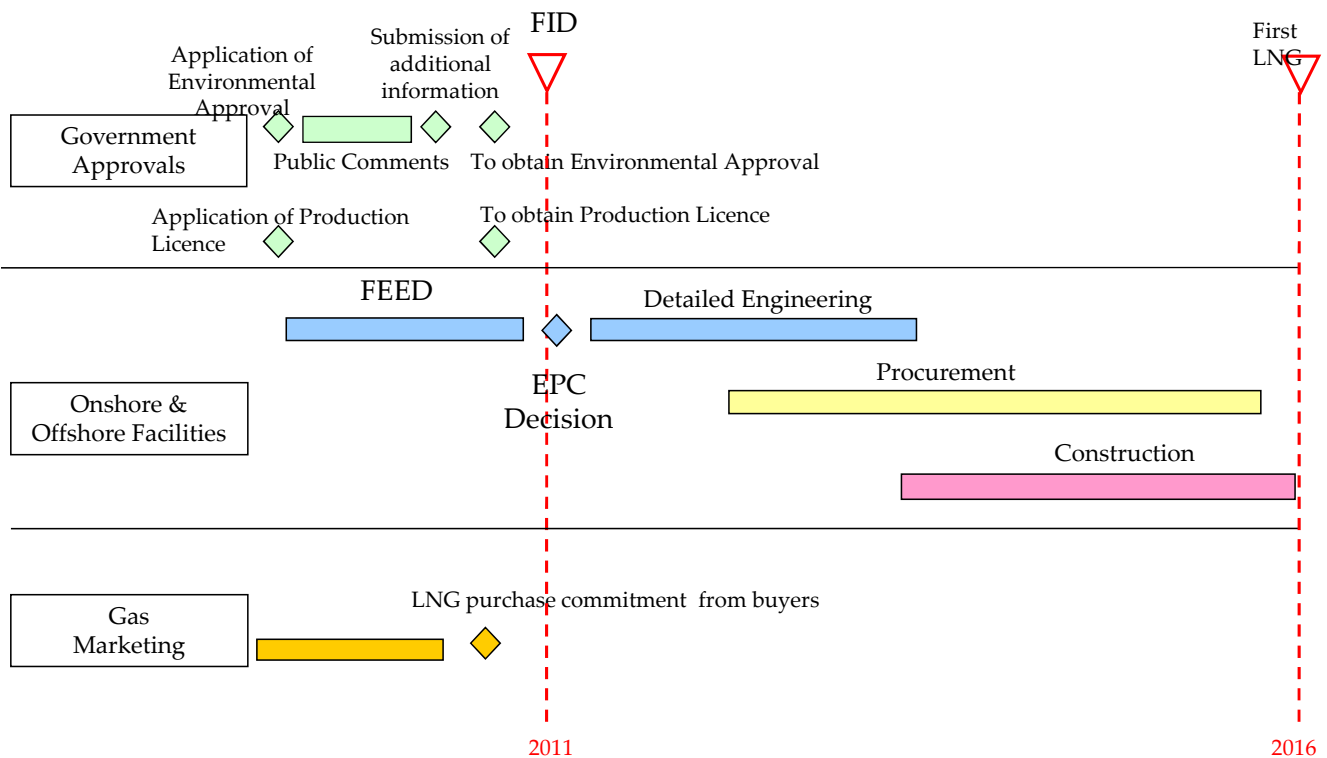 FID
First
LNG
Submission of
additional
information
Application of
Environmental
Approval
Government
Approvals
Public Comments
To obtain Environmental Approval
Application of Production
Licence
To obtain Production Licence
FEED
Detailed Engineering
EPC
Decision
Procurement
Onshore &
Offshore Facilities
Construction
LNG purchase commitment  from buyers
Gas
Marketing
2011
2016